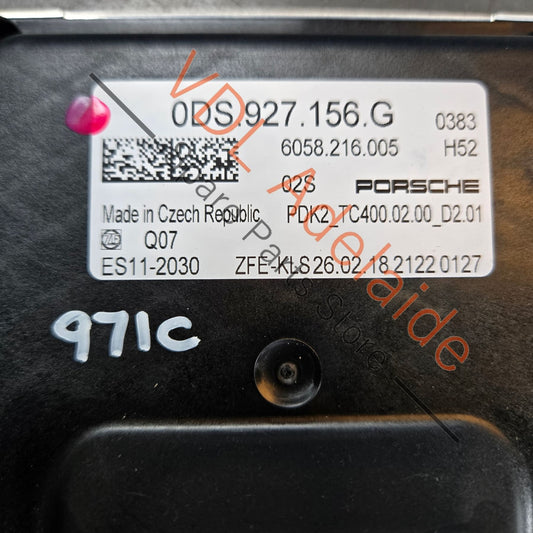 0DS.927.156.G 0383
6058.216.005 H52
02S PORSCHE
Made in Czech Republic PDK2_TC400.02.00_D2.01
ZF Q07
ES11-2030 ZFE-KLS 26.02.18 2122 0127
971C
VDL Adelaide
Spare Parts Store